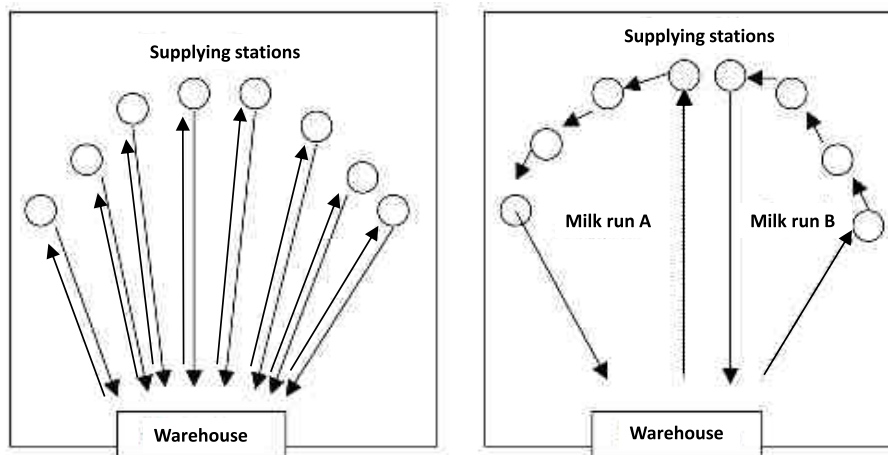 Supplying stations
Warehouse
Supplying stations
Milk run A
Milk run B
Warehouse